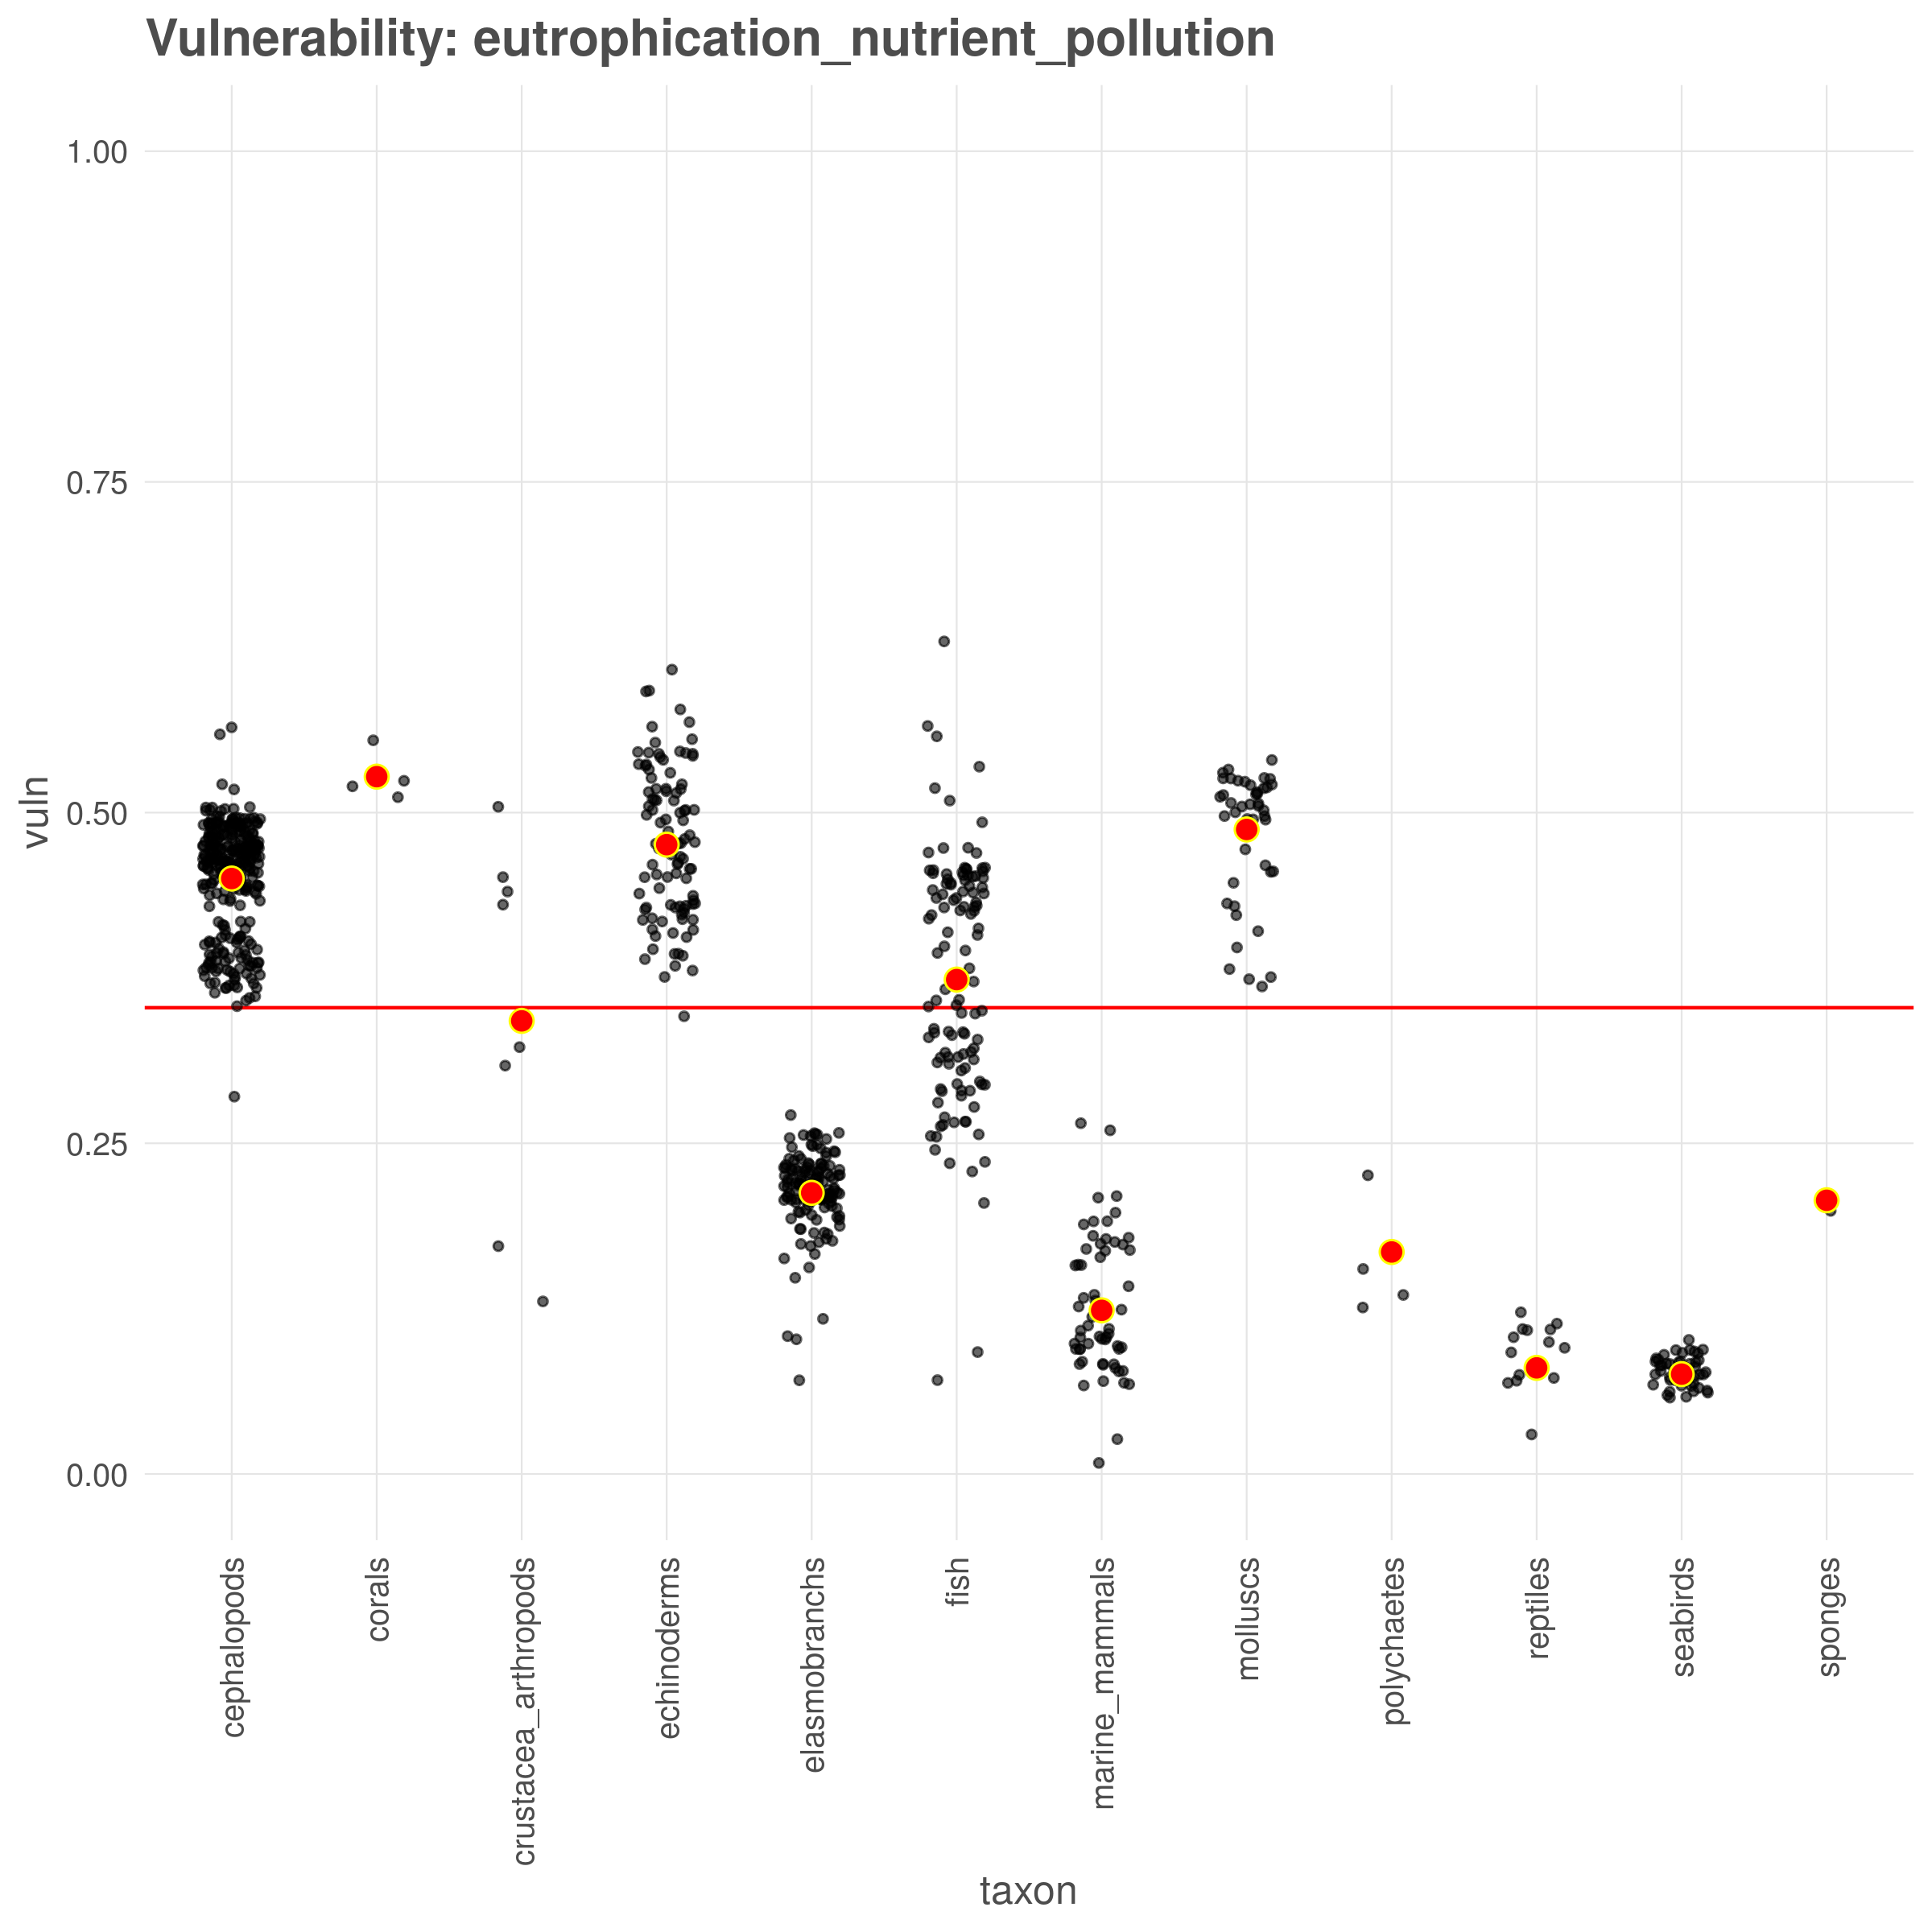 Vulnerability: eutrophication_nutrient_pollution
1.00
0.75
0.50
0.25
0.00
vuln
cephalopods
corals
crustacea_arthropods
echinoderms
elasmobranchs
fish
marine_mammals
molluscs
polychaetes
reptiles
seabirds
sponges
taxon